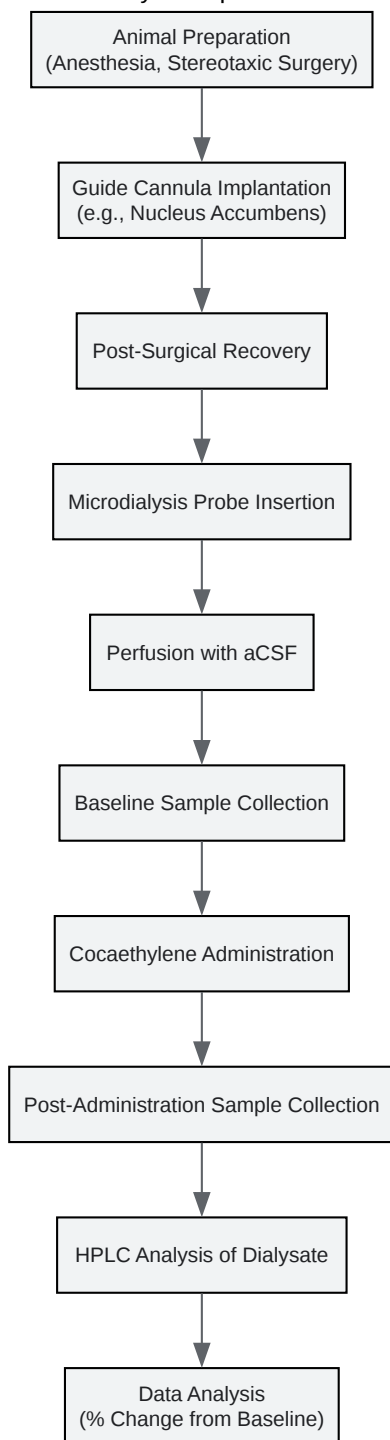 Animal Preparation
(Anesthesia, Stereotaxic Surgery)
Guide Cannula Implantation
(e.g., Nucleus Accumbens)
Post-Surgical Recovery
Microdialysis Probe Insertion
Perfusion with aCSF
Baseline Sample Collection
Cocaethylene Administration
Post-Administration Sample Collection
HPLC Analysis of Dialysate
Data Analysis
(% Change from Baseline)